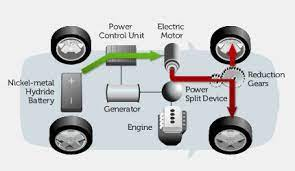 Power
Control Unit
Electric
Motor
Nickel-metal
Hydride
Battery
Reduction
Gears
Power
Split Device
Generator
Engine